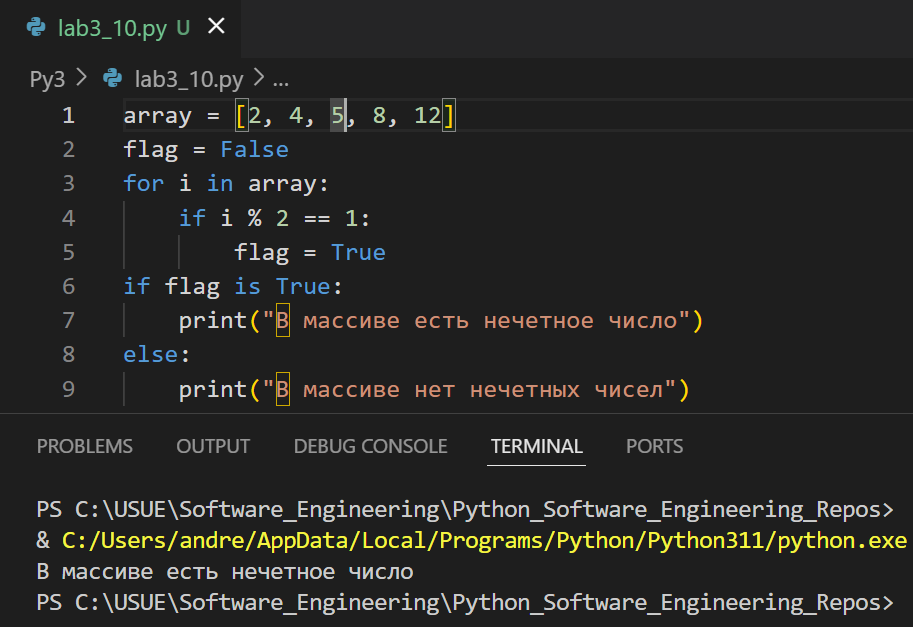 lab3_10.py U ×
Py3 > lab3_10.py > ...
1 array = [2, 4, 5, 8, 12]
2 flag = False
3 for i in array:
4     if i % 2 == 1:
5         flag = True
6 if flag is True:
7     print("В массиве есть нечетное число")
8 else:
9     print("В массиве нет нечетных чисел")
PROBLEMS OUTPUT DEBUG CONSOLE TERMINAL PORTS
PS C:\USUE\Software_Engineering\Python_Software_Engineering_Repos>
& C:/Users/andre/AppData/Local/Programs/Python/Python311/python.exe
В массиве есть нечетное число
PS C:\USUE\Software_Engineering\Python_Software_Engineering_Repos>